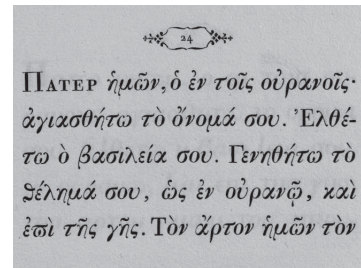 24
Πατερ ἡμῶν, ὁ ἐν τοῖς οὐρανοῖς·
ἁγιασθήτω τὸ ὄνομά σου. Ἐλθέ-
τω ὁ βασιλεία σου. Γενηθήτω τὸ
θέλημά σου, ὡς ἐν οὐρανῷ, καὶ
ἐπὶ τῆς γῆς. Τὸν ἄρτον ἡμῶν τὸν